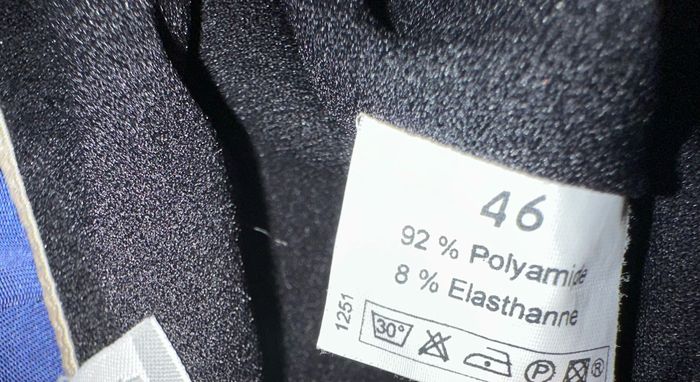 46
92 % Polyamide
8 % Elasthanne
1251
30°
P
®